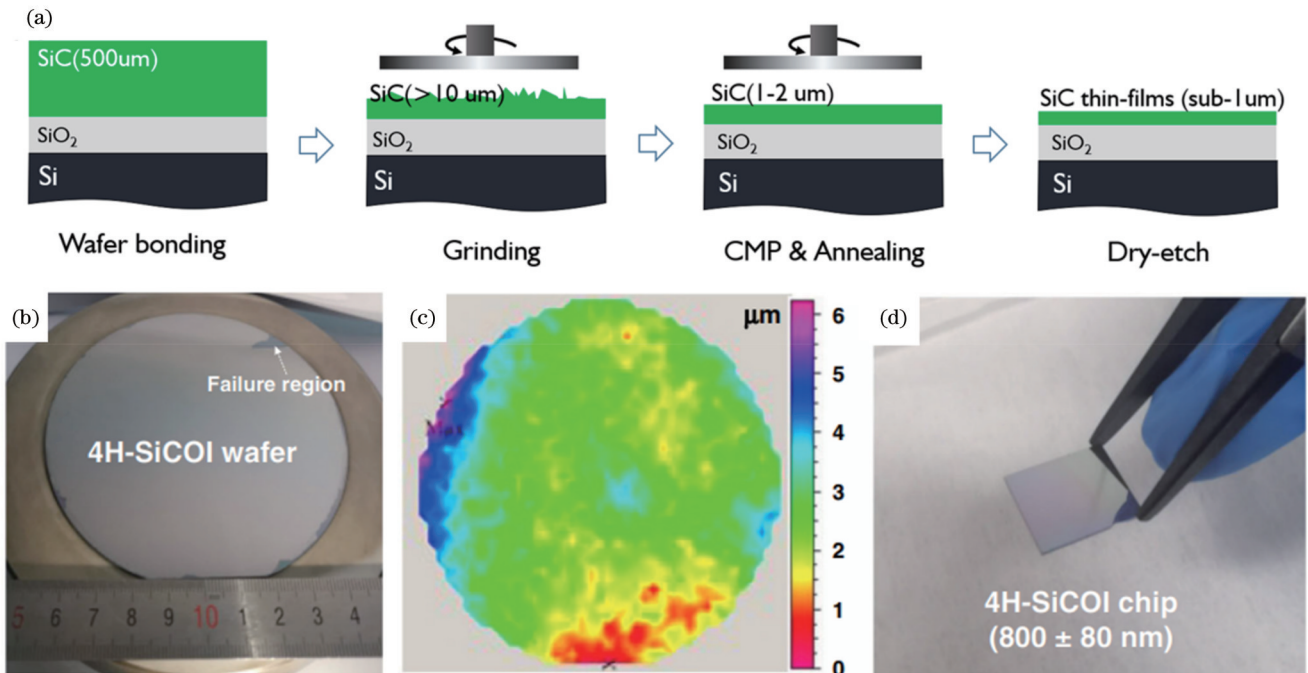 (a)
SiC(500um)
SiO₂
Si
Wafer bonding
SiC(>10 um)
SiO₂
Si
Grinding
SiC(1-2 um)
SiO₂
Si
CMP & Annealing
SiC thin-films (sub-1um)
SiO₂
Si
Dry-etch
(b)
Failure region
4H-SiCOI wafer
5 6 7 8 9 10 1 2 3 4
(c)
μm
6
5
4
3
2
1
0
(d)
4H-SiCOI chip
(800 ± 80 nm)